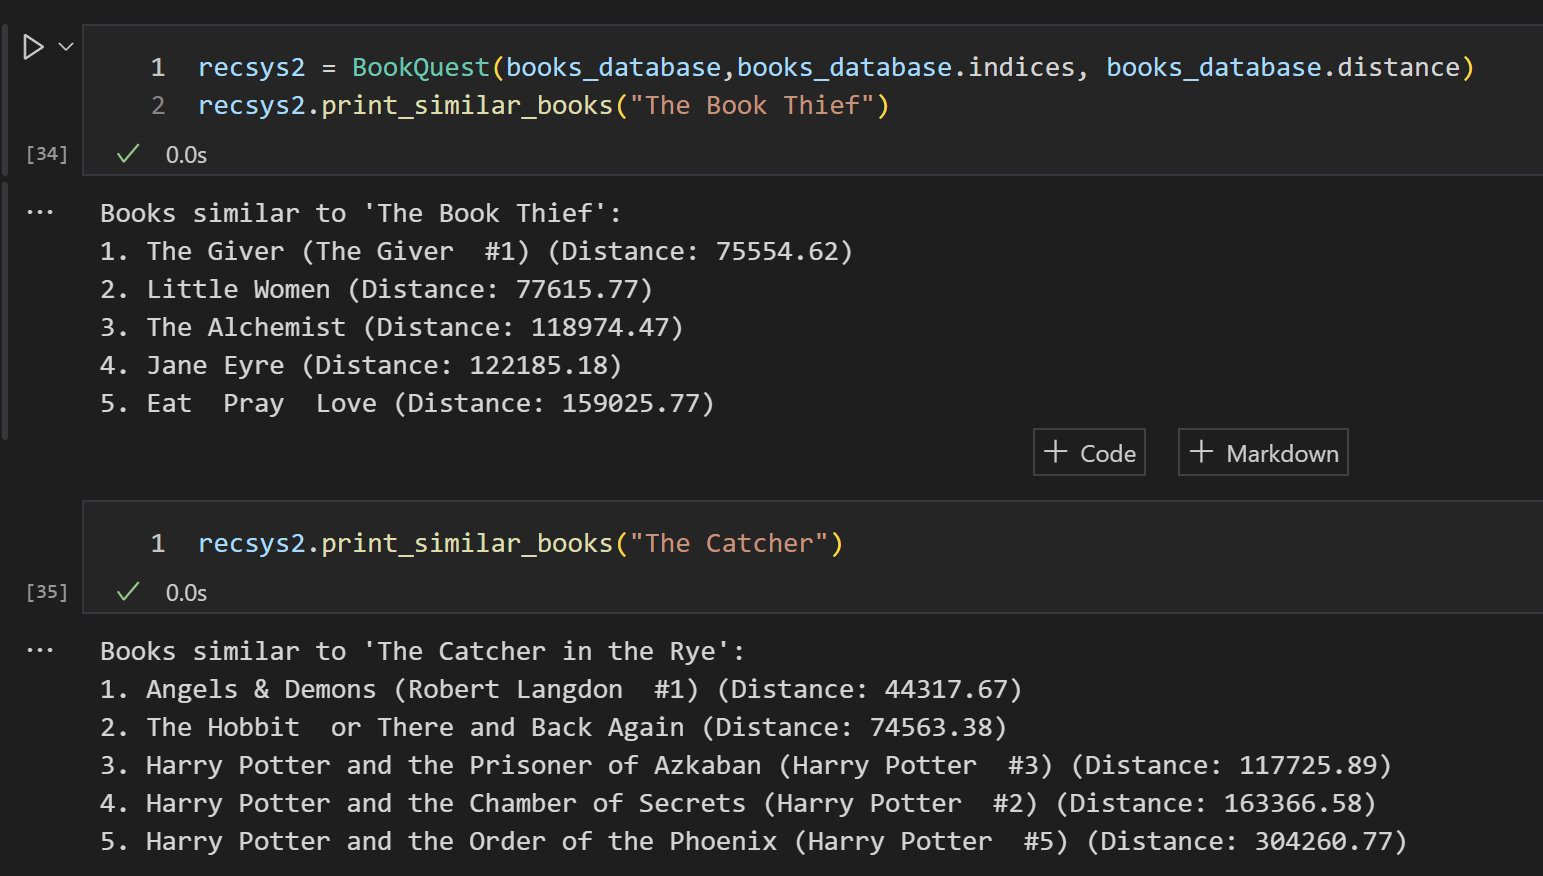 1 recsys2 = BookQuest(books_database,books_database.indices, books_database.distance)
2 recsys2.print_similar_books("The Book Thief")
[34] 0.0s
... Books similar to 'The Book Thief':
1. The Giver (The Giver  #1) (Distance: 75554.62)
2. Little Women (Distance: 77615.77)
3. The Alchemist (Distance: 118974.47)
4. Jane Eyre (Distance: 122185.18)
5. Eat  Pray  Love (Distance: 159025.77)
+ Code + Markdown
1 recsys2.print_similar_books("The Catcher")
[35] 0.0s
... Books similar to 'The Catcher in the Rye':
1. Angels & Demons (Robert Langdon  #1) (Distance: 44317.67)
2. The Hobbit  or There and Back Again (Distance: 74563.38)
3. Harry Potter and the Prisoner of Azkaban (Harry Potter  #3) (Distance: 117725.89)
4. Harry Potter and the Chamber of Secrets (Harry Potter  #2) (Distance: 163366.58)
5. Harry Potter and the Order of the Phoenix (Harry Potter  #5) (Distance: 304260.77)